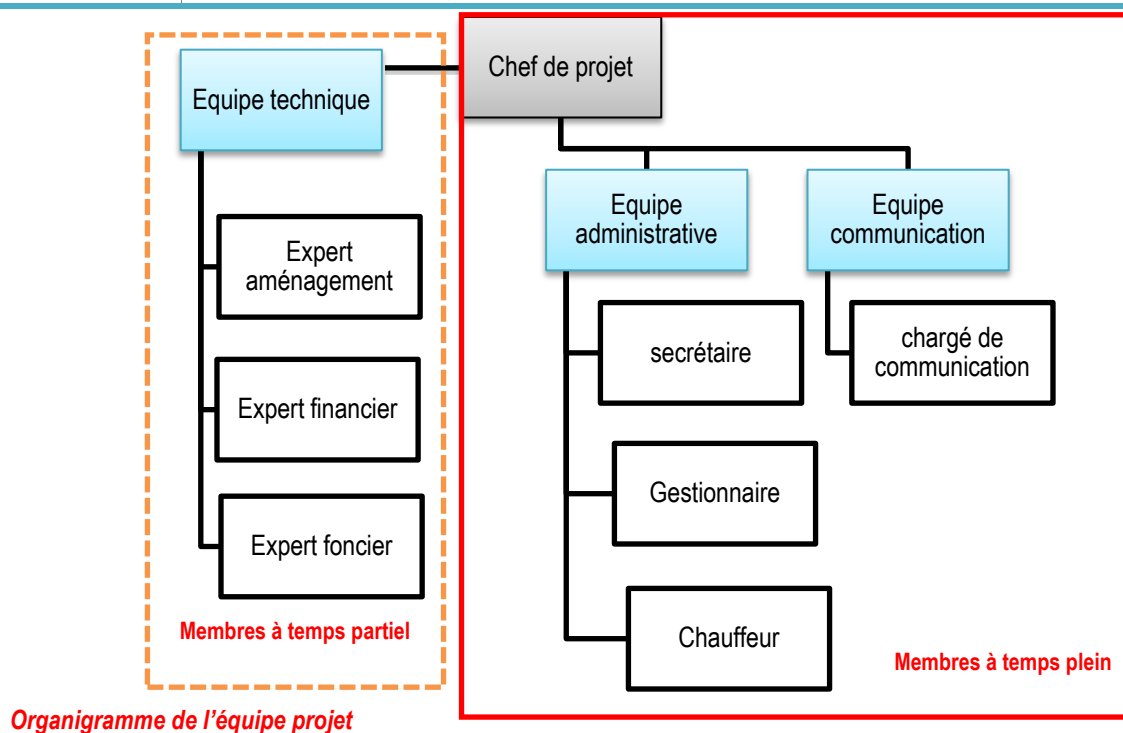 Chef de projet
Equipe technique
Equipe
administrative
Equipe
communication
Expert
aménagement
Expert financier
Expert foncier
secrétaire
Gestionnaire
Chauffeur
chargé de
communication
Membres à temps partiel
Membres à temps plein
Organigramme de l’équipe projet